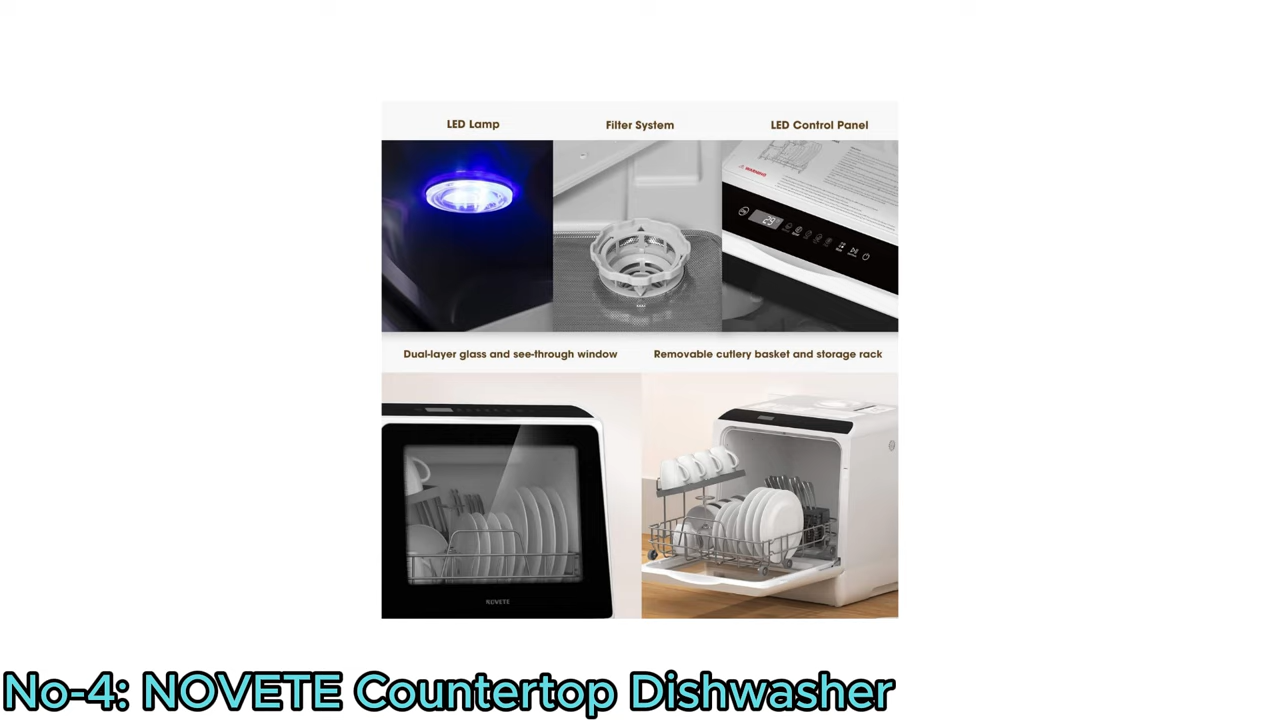 LED Lamp
Filter System
LED Control Panel
WARNING
Dual-layer glass and see-through window
Removable cutlery basket and storage rack
NOVETE
No-4: NOVETE Countertop Dishwasher